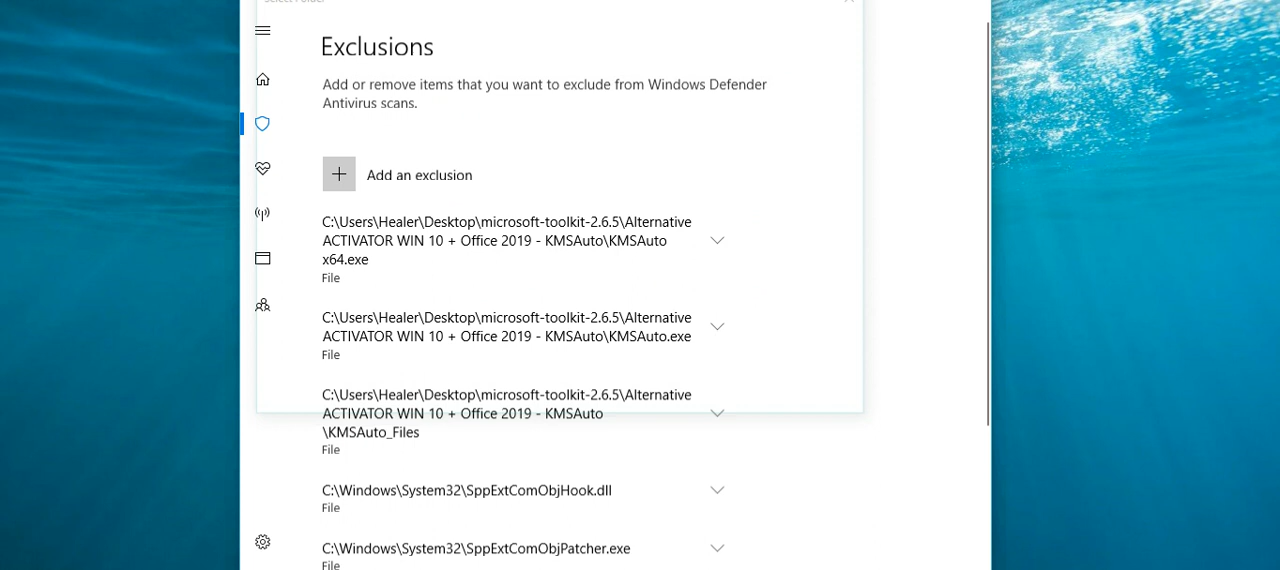 Select Folder
Exclusions
Add or remove items that you want to exclude from Windows Defender
Antivirus scans.
Add an exclusion
C:\Users\Healer\Desktop\microsoft-toolkit-2.6.5\Alternative
ACTIVATOR WIN 10 + Office 2019 - KMSAuto\KMSAuto
x64.exe
File
C:\Users\Healer\Desktop\microsoft-toolkit-2.6.5\Alternative
ACTIVATOR WIN 10 + Office 2019 - KMSAuto\KMSAuto.exe
File
C:\Users\Healer\Desktop\microsoft-toolkit-2.6.5\Alternative
ACTIVATOR WIN 10 + Office 2019 - KMSAuto
\KMSAuto_Files
File
C:\Windows\System32\SppExtComObjHook.dll
File
C:\Windows\System32\SppExtComObjPatcher.exe
File